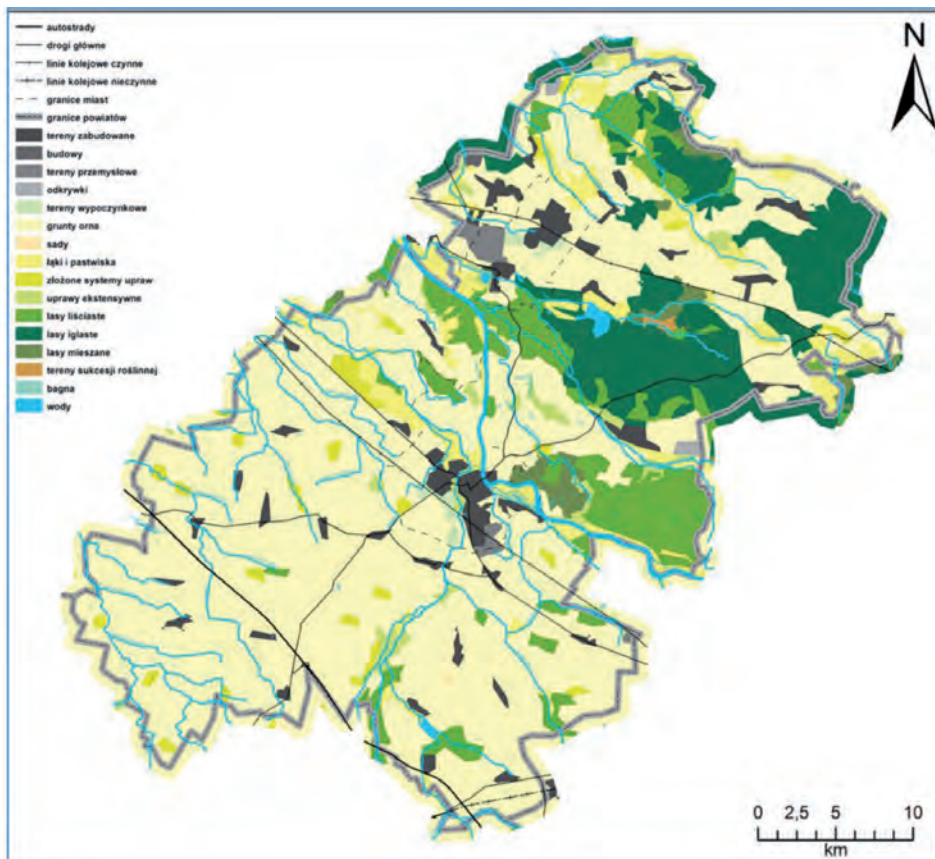 autostrady
drogi główne
linie kolejowe czynne
linie kolejowe nieczynne
granice miast
granice powiatów
tereny zabudowane
budowy
tereny przemysłowe
odkrywki
tereny wypoczynkowe
grunty orna
sady
łąki i pastwiska
złożone systemy upraw
uprawy ekstensywne
lasy liściaste
lasy iglaste
lasy mieszane
tereny sukcesji roślinnej
bagna
wody
N
0 2,5 5 10
km